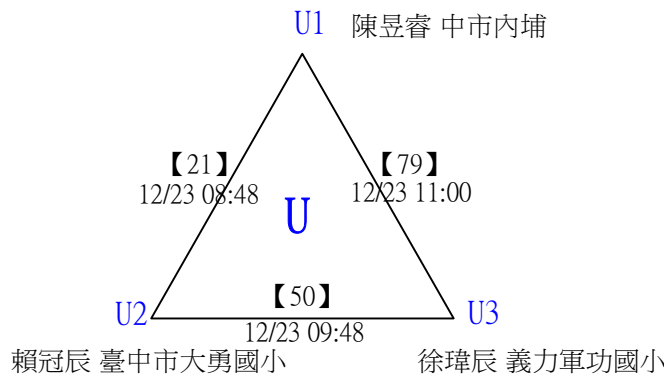 U1 陳昱睿 中市內埔
【21】
12/23 08:48
【79】
12/23 11:00
U
【50】
U2
U3
12/23 09:48
賴冠辰 臺中市大勇國小
徐瑋辰 義力軍功國小